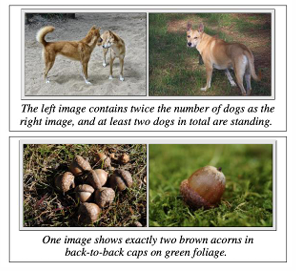 The left image contains twice the number of dogs as the
right image, and at least two dogs in total are standing.
One image shows exactly two brown acorns in
back-to-back caps on green foliage.